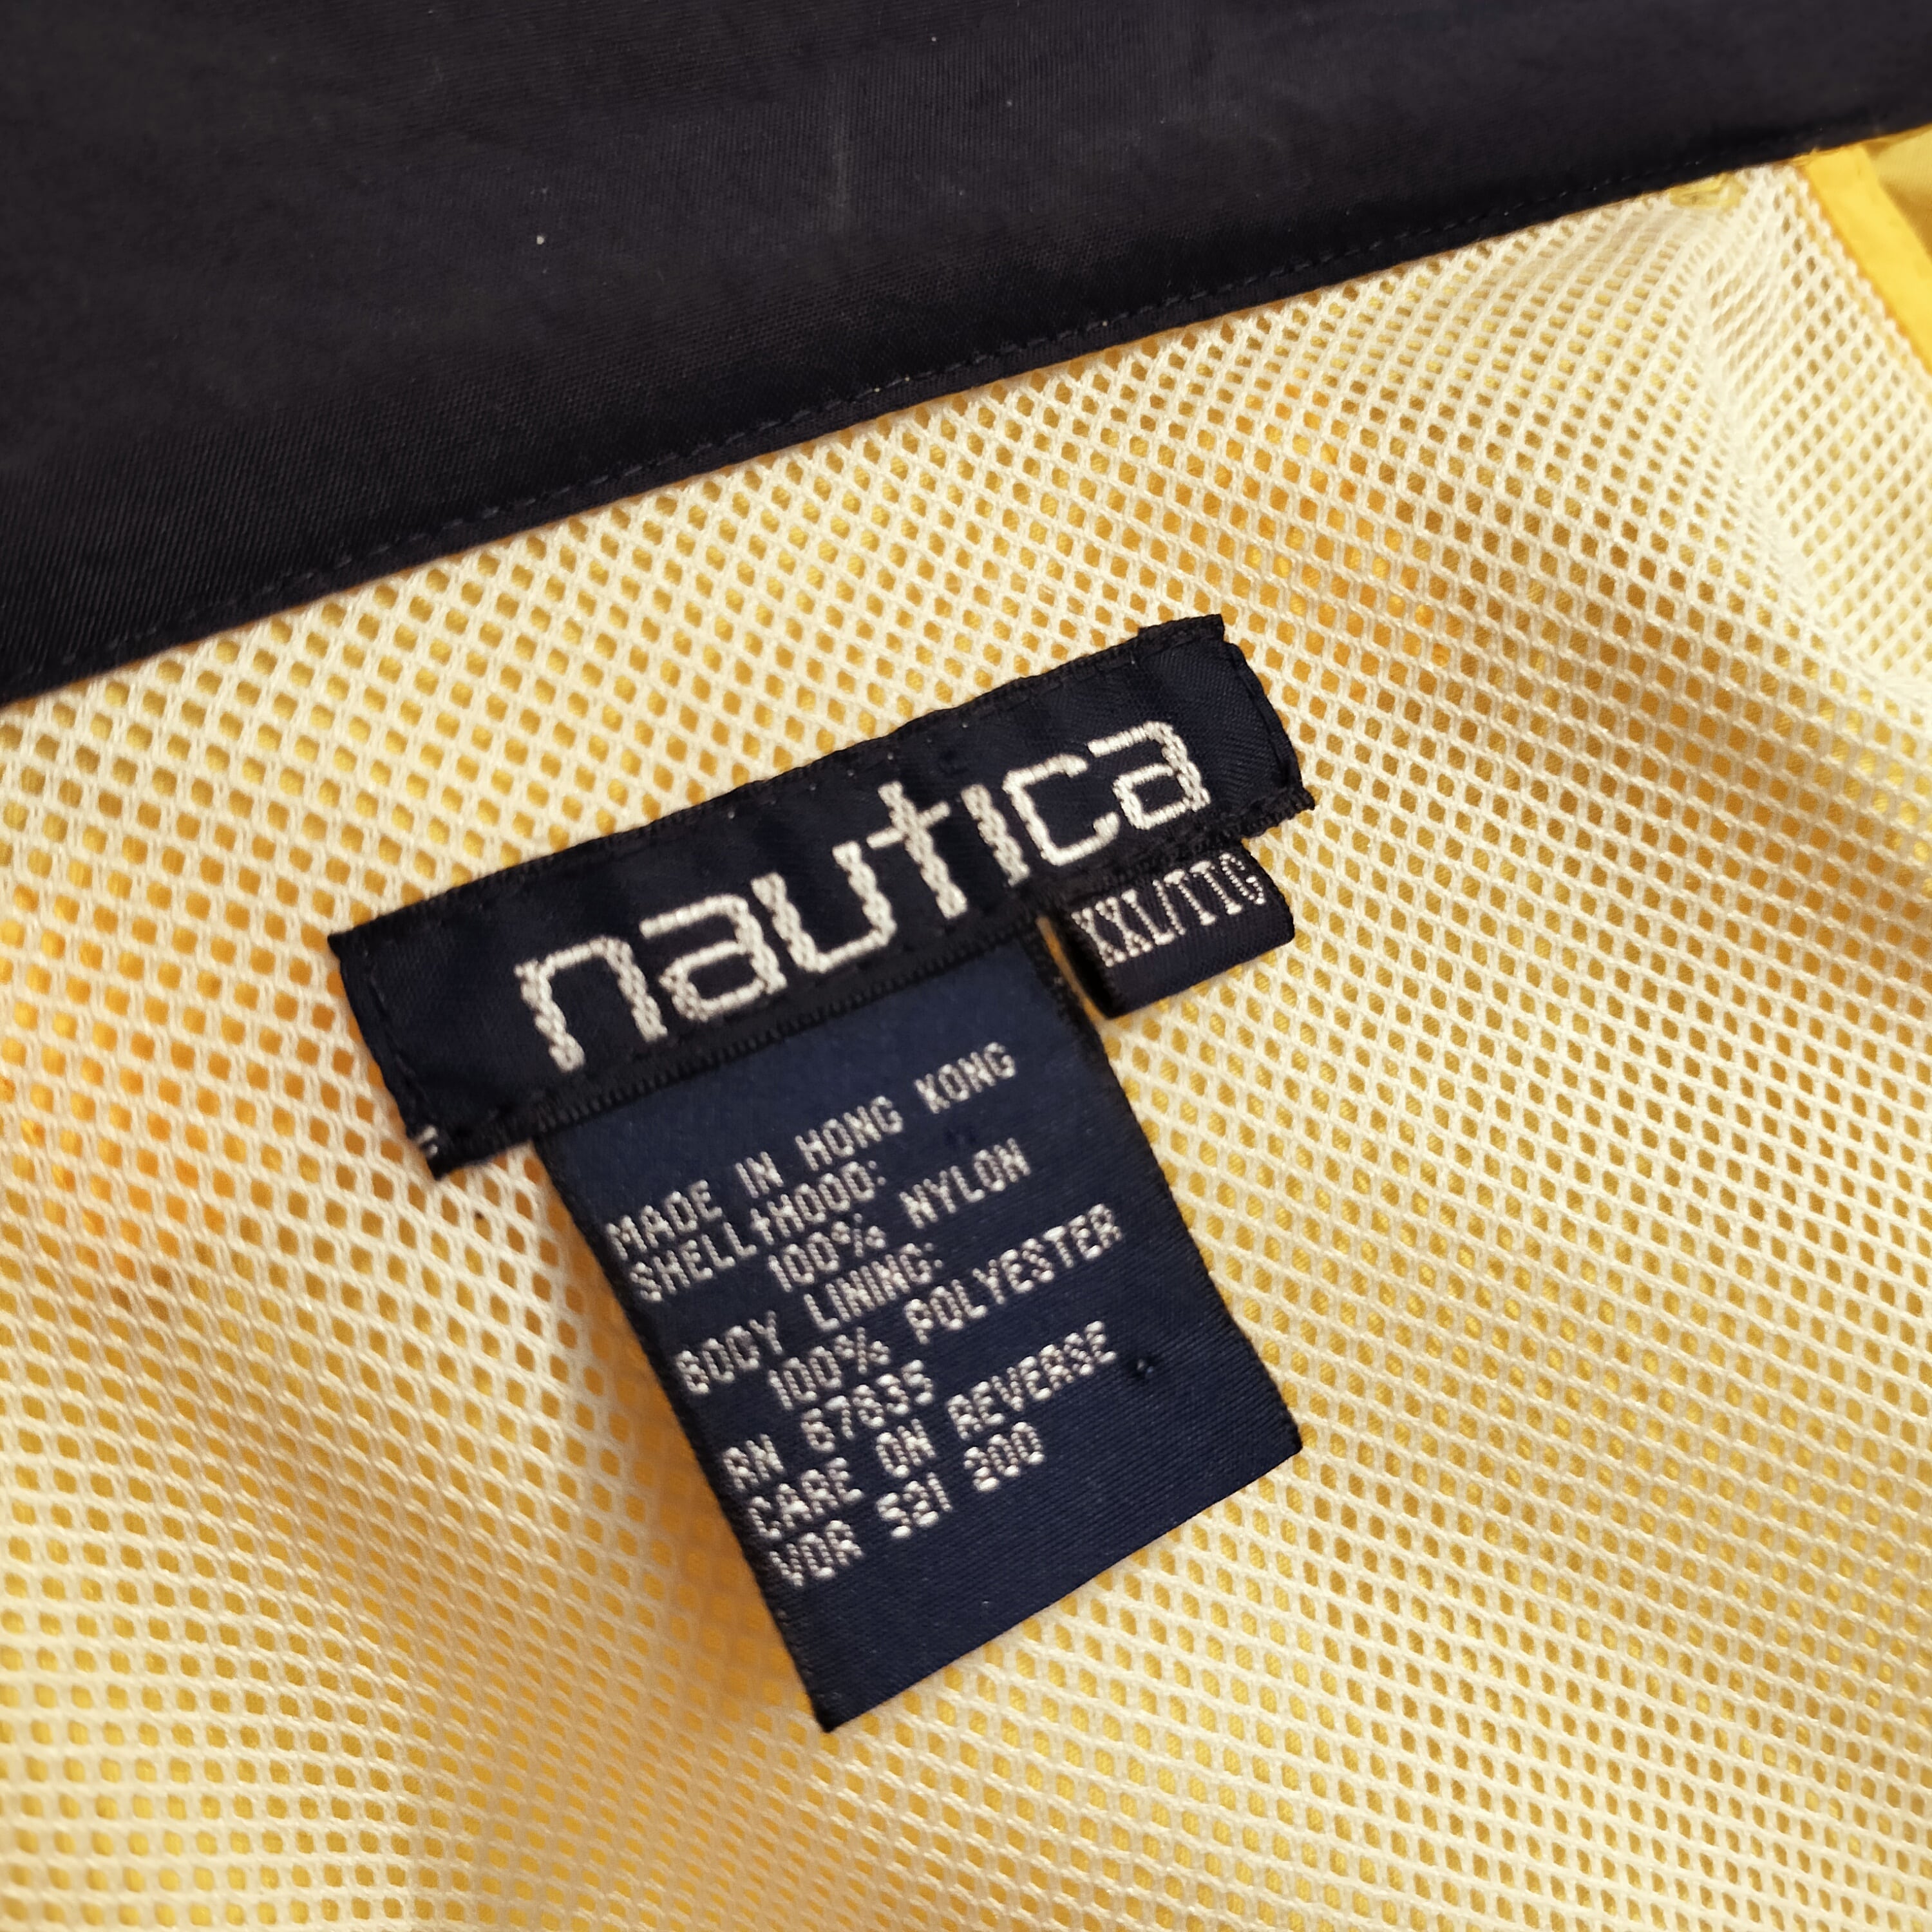 nautica
XXL/TTG
MADE IN HONG KONG
SHELL+HOOD:
100% NYLON
BODY LINING:
100% POLYESTER
RN 67835
CARE ON REVERSE
VDR 521 200